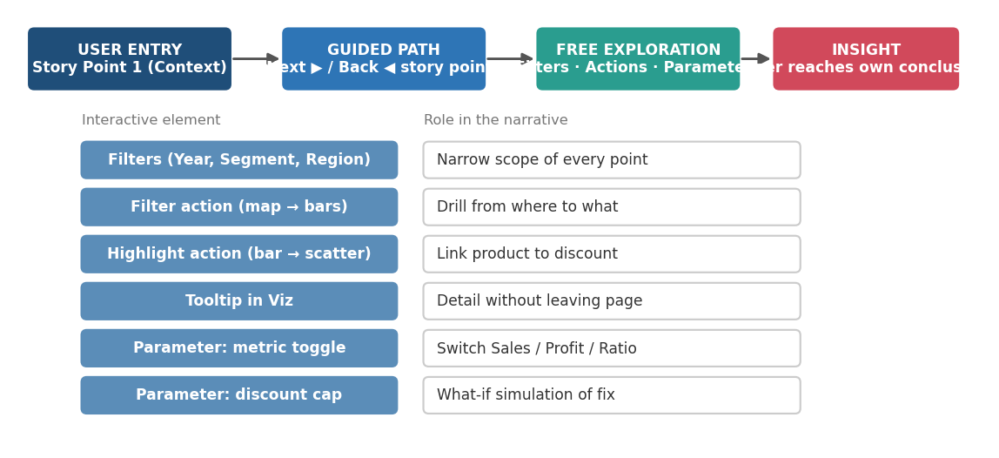 USER ENTRY
Story Point 1 (Context)
GUIDED PATH
ext ▶ / Back ◀ story poin
FREE EXPLORATION
ters · Actions · Paramete
INSIGHT
er reaches own conclus
Interactive element
Role in the narrative
Filters (Year, Segment, Region)
Narrow scope of every point
Filter action (map → bars)
Drill from where to what
Highlight action (bar → scatter)
Link product to discount
Tooltip in Viz
Detail without leaving page
Parameter: metric toggle
Switch Sales / Profit / Ratio
Parameter: discount cap
What-if simulation of fix